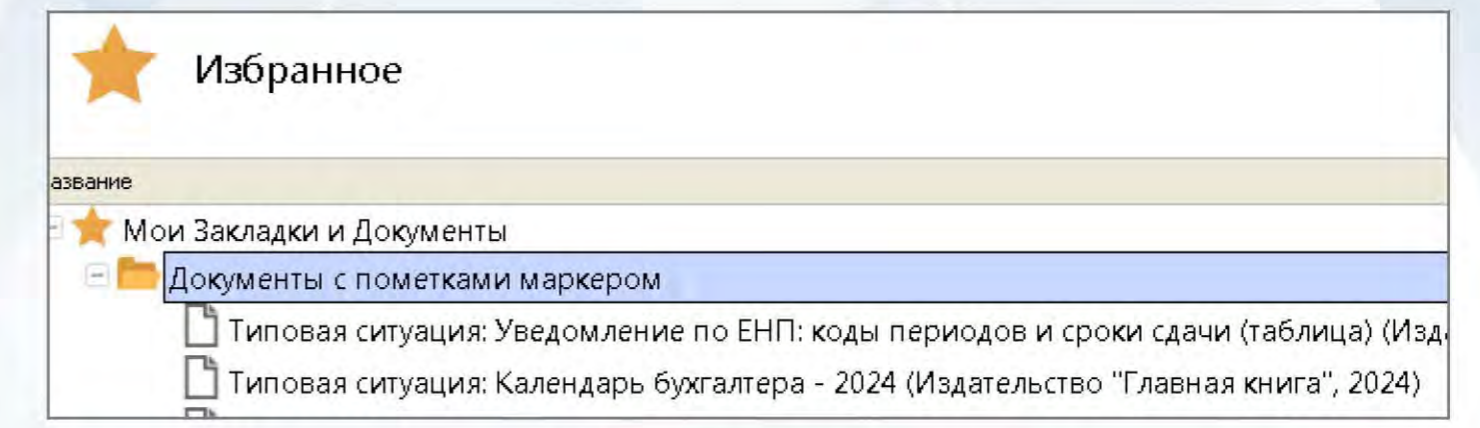 Избранное
азвание
Мои Закладки и Документы
Документы с пометками маркером
Типовая ситуация: Уведомление по ЕНП: коды периодов и сроки сдачи (таблица) (Изд
Типовая ситуация: Календарь бухгалтера - 2024 (Издательство "Главная книга", 2024)